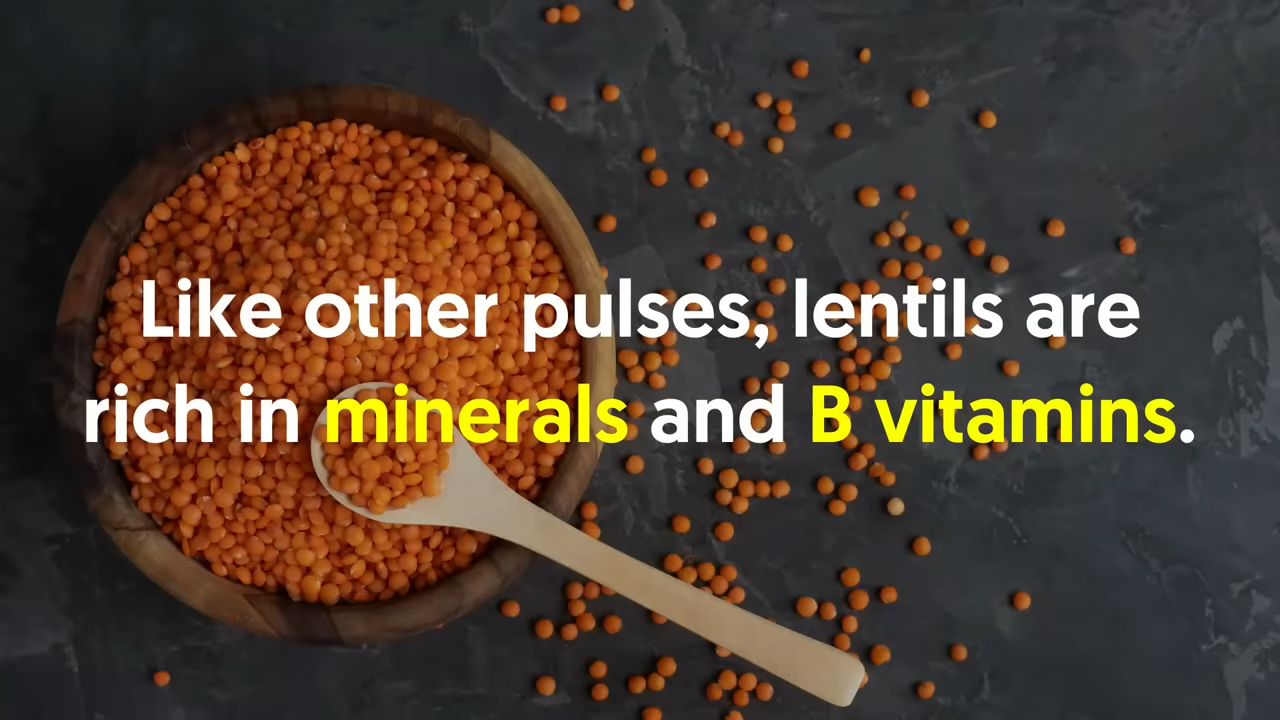 Like other pulses, lentils are
rich in minerals and B vitamins.